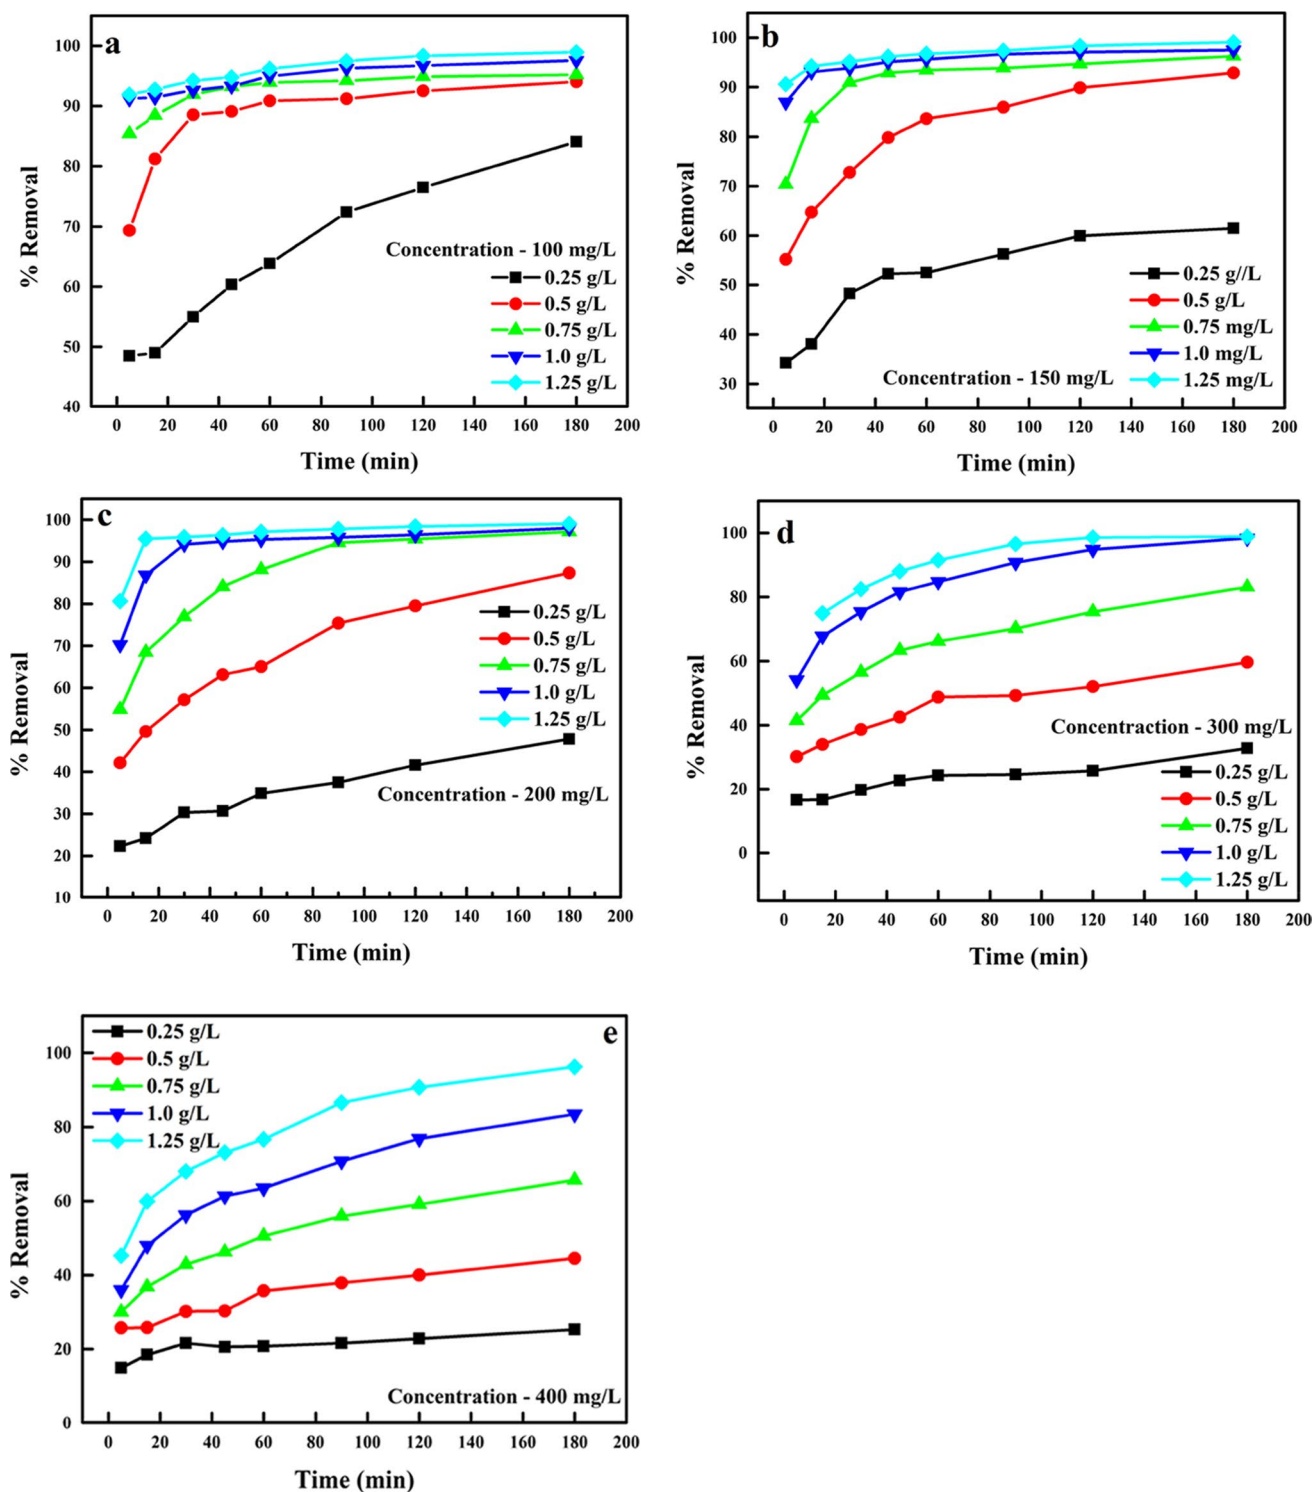 a
100
90
80
70
60
50
40
% Removal
Concentration - 100 mg/L
0.25 g/L
0.5 g/L
0.75 g/L
1.0 g/L
1.25 g/L
0 20 40 60 80 100 120 140 160 180 200
Time (min)
b
100
90
80
70
60
50
40
30
% Removal
0.25 g//L
0.5 g/L
0.75 mg/L
1.0 mg/L
1.25 mg/L
Concentration - 150 mg/L
0 20 40 60 80 100 120 140 160 180 200
Time (min)
c
100
90
80
70
60
50
40
30
20
10
% Removal
0.25 g/L
0.5 g/L
0.75 g/L
1.0 g/L
1.25 g/L
Concentration - 200 mg/L
0 20 40 60 80 100 120 140 160 180 200
Time (min)
d
100
80
60
40
20
0
% Removal
Concentraction - 300 mg/L
0.25 g/L
0.5 g/L
0.75 g/L
1.0 g/L
1.25 g/L
0 20 40 60 80 100 120 140 160 180 200
Time (min)
e
0.25 g/L
0.5 g/L
0.75 g/L
1.0 g/L
1.25 g/L
100
80
60
40
20
0
% Removal
Concentration - 400 mg/L
0 20 40 60 80 100 120 140 160 180 200
Time (min)